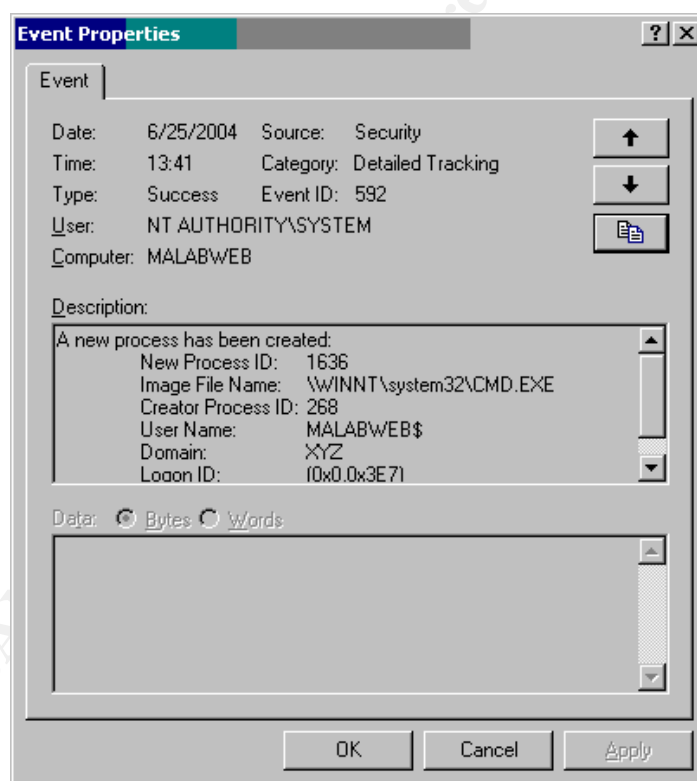 Event Properties
Event
Date: 6/25/2004 Source: Security
Time: 13:41 Category: Detailed Tracking
Type: Success Event ID: 592
User: NT AUTHORITY\SYSTEM
Computer: MALABWEB
Description:
A new process has been created:
New Process ID: 1636
Image File Name: \WINNT\system32\CMD.EXE
Creator Process ID: 268
User Name: MALABWEB$
Domain: XYZ
Logon ID: (0x0,0x3E7)
Data: Bytes Words
OK Cancel Apply